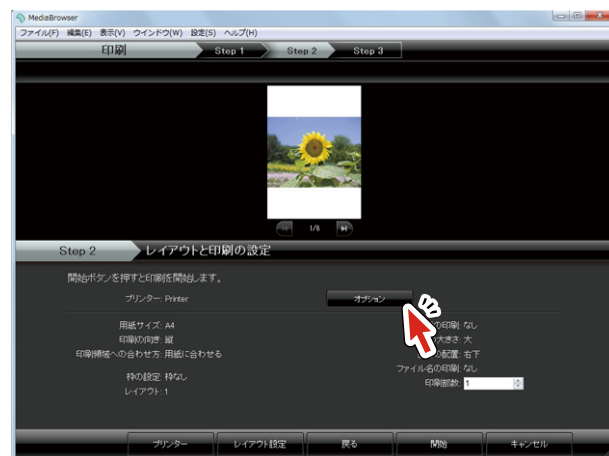 MediaBrowser
ファイル(F) 編集(E) 表示(V) ウインドウ(W) 設定(S) ヘルプ(H)
印刷 Step 1 Step 2 Step 3
1/6
Step 2 レイアウトと印刷の設定
開始ボタンを押すと印刷を開始します。
プリンター: Printer オプション
用紙サイズ: A4 の印刷: なし
印刷の向き: 縦 の大きさ: 大
印刷領域への合わせ方: 用紙に合わせる の配置: 右下
ファイル名の印刷: なし
枠の設定: 枠なし 印刷部数: 1
レイアウト: 1
プリンター レイアウト設定 戻る 開始 キャンセル